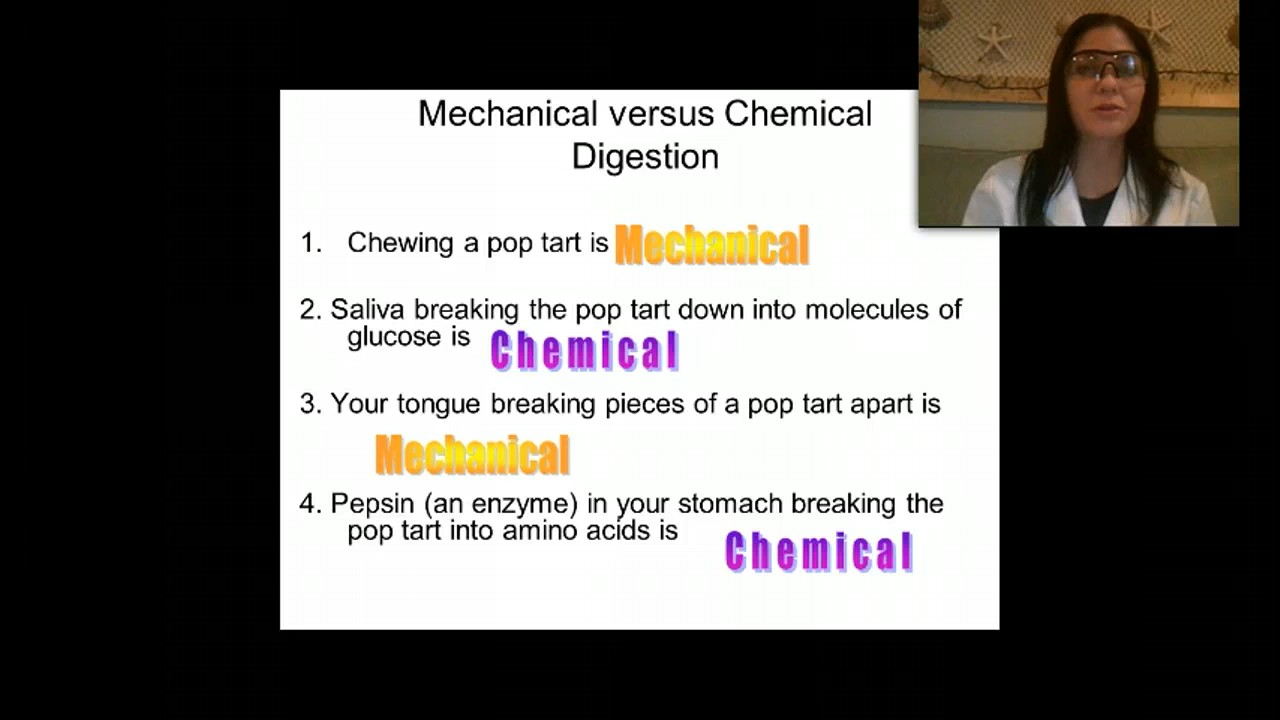 Mechanical versus Chemical
Digestion
1. Chewing a pop tart is Mechanical
2. Saliva breaking the pop tart down into molecules of
glucose is Chemical
3. Your tongue breaking pieces of a pop tart apart is
Mechanical
4. Pepsin (an enzyme) in your stomach breaking the
pop tart into amino acids is Chemical